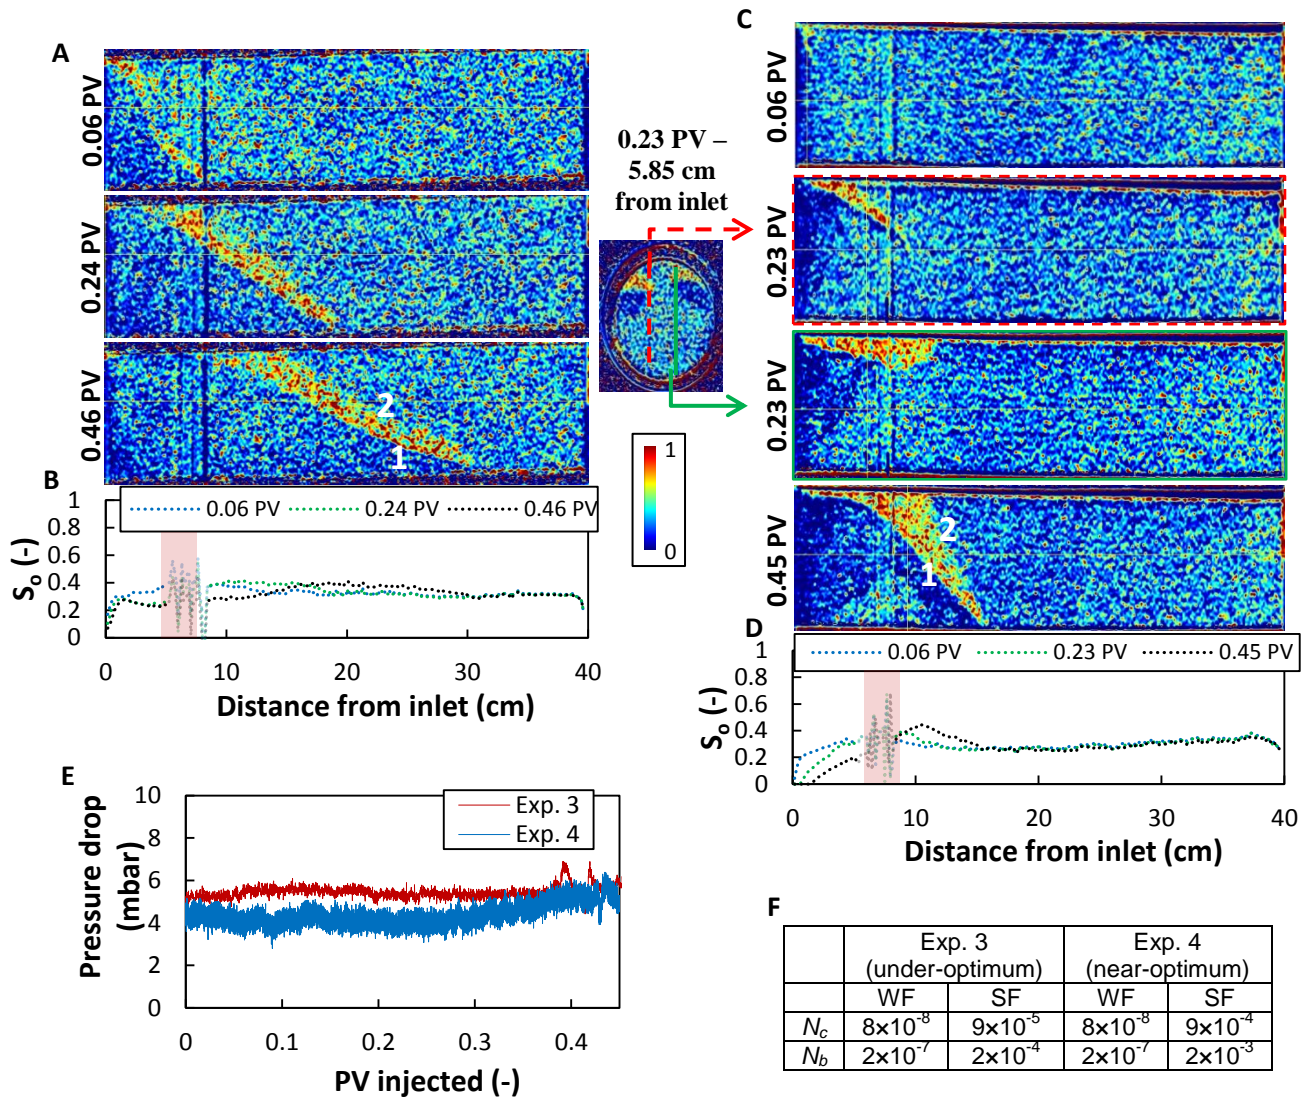 A
0.06 PV
0.24 PV
0.46 PV
2
1
B
0.06 PV
0.24 PV
0.46 PV
1
0.8
0.6
0.4
0.2
0
So (-)
0
10
20
30
40
Distance from inlet (cm)
0.23 PV –
5.85 cm
from inlet
1
0
C
0.06 PV
0.23 PV
0.23 PV
0.45 PV
2
1
D
0.06 PV
0.23 PV
0.45 PV
1
0.8
0.6
0.4
0.2
0
So (-)
0
10
20
30
40
Distance from inlet (cm)
E
Exp. 3
Exp. 4
10
8
6
4
2
0
Pressure drop
(mbar)
0
0.1
0.2
0.3
0.4
PV injected (-)
F
Exp. 3 Exp. 4
(under-optimum) (near-optimum)
WF SF WF SF
Nc 8×10⁻⁸ 9×10⁻⁵ 8×10⁻⁸ 9×10⁻⁴
Nb 2×10⁻⁷ 2×10⁻⁴ 2×10⁻⁷ 2×10⁻³